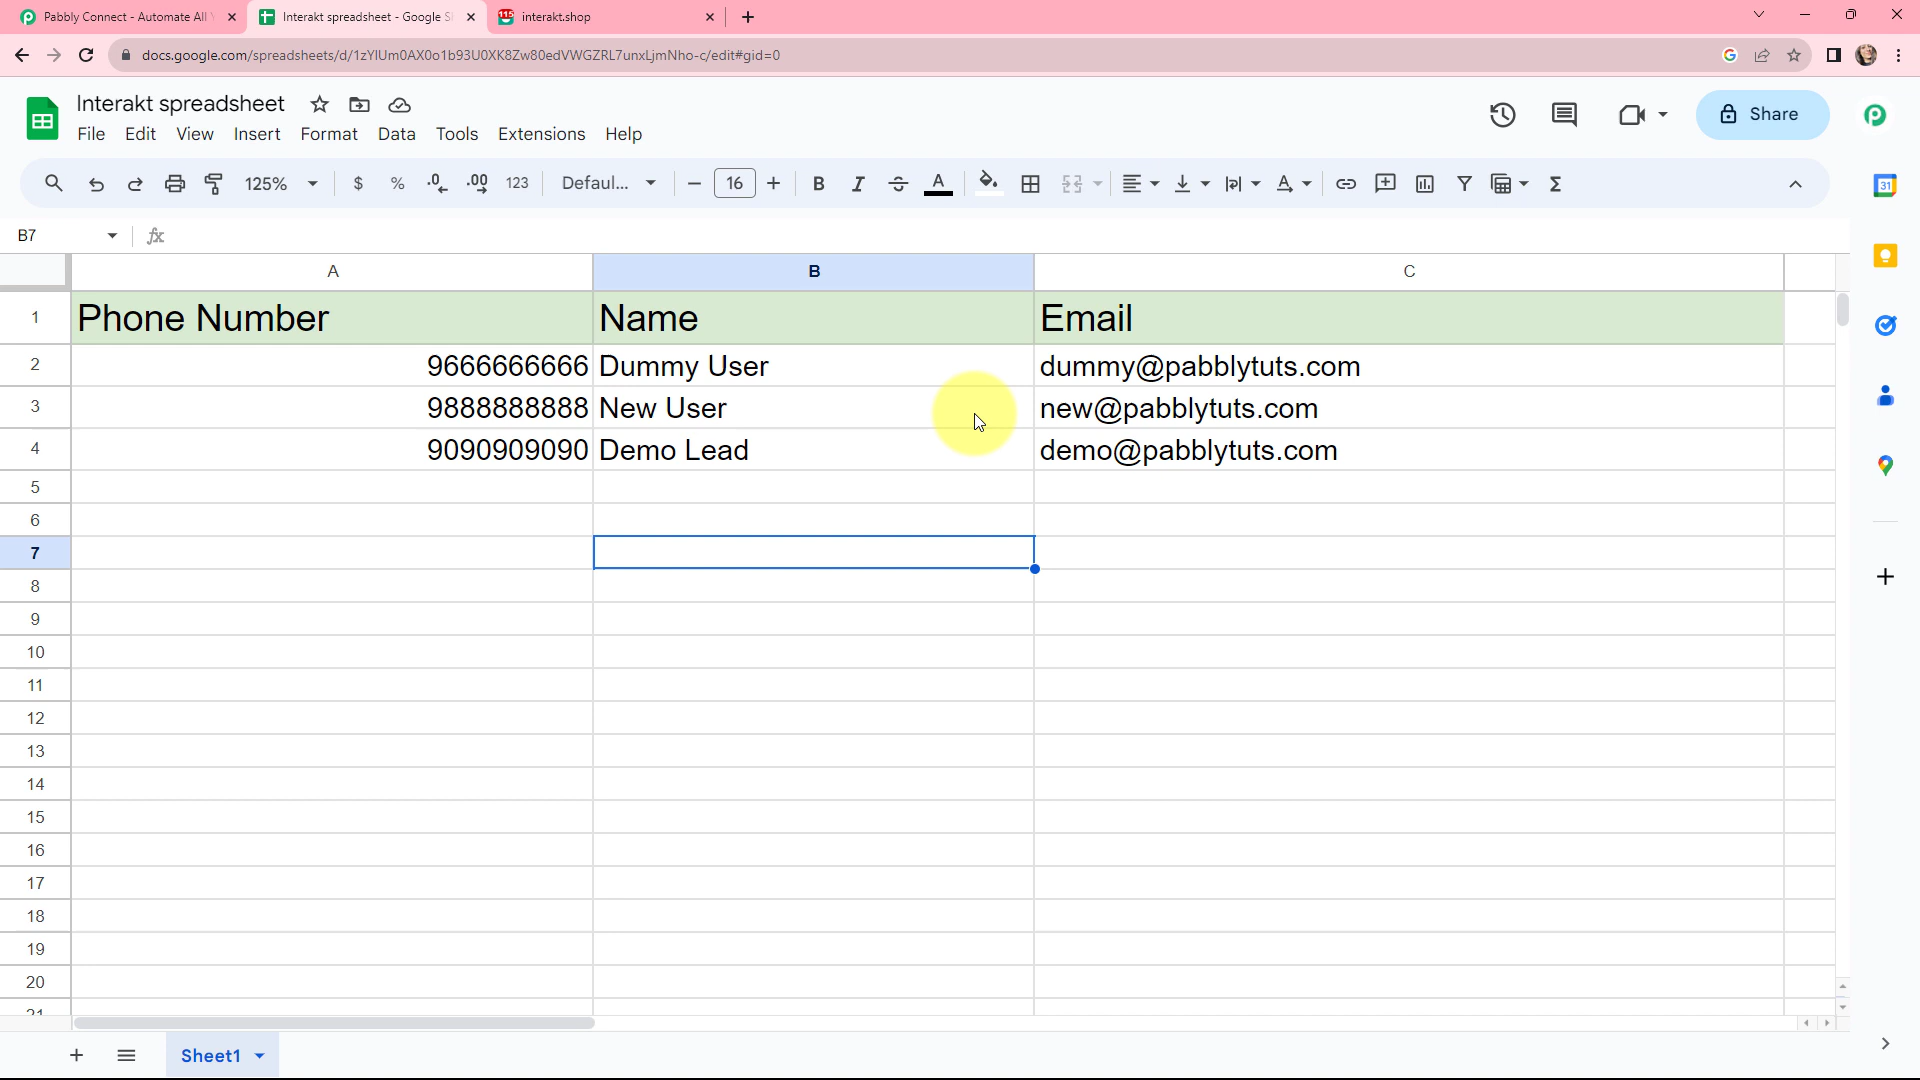 Pabbly Connect - Automate All
Interakt spreadsheet - Google S
115
interakt.shop
docs.google.com/spreadsheets/d/1zYlUm0AX0o1b93U0XK8Zw80edVWGZRL7unxLjmNho-c/edit#gid=0
Interakt spreadsheet
File Edit View Insert Format Data Tools Extensions Help
Share
125% $ % .0 .00 123 Defaul... 16 B I S A
B7 fx
A B C
1 Phone Number Name Email
2 9666666666 Dummy User dummy@pabblytuts.com
3 9888888888 New User new@pabblytuts.com
4 9090909090 Demo Lead demo@pabblytuts.com
5
6
7
8
9
10
11
12
13
14
15
16
17
18
19
20
21
Sheet1
31